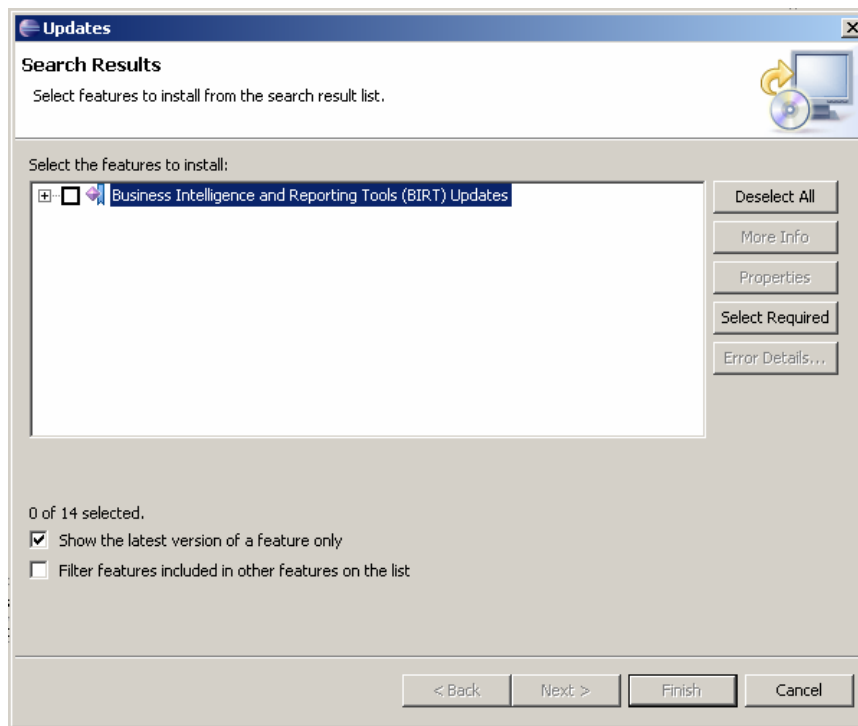 Updates
Search Results
Select features to install from the search result list.
Select the features to install:
Business Intelligence and Reporting Tools (BIRT) Updates
Deselect All
More Info
Properties
Select Required
Error Details...
0 of 14 selected.
Show the latest version of a feature only
Filter features included in other features on the list
< Back
Next >
Finish
Cancel